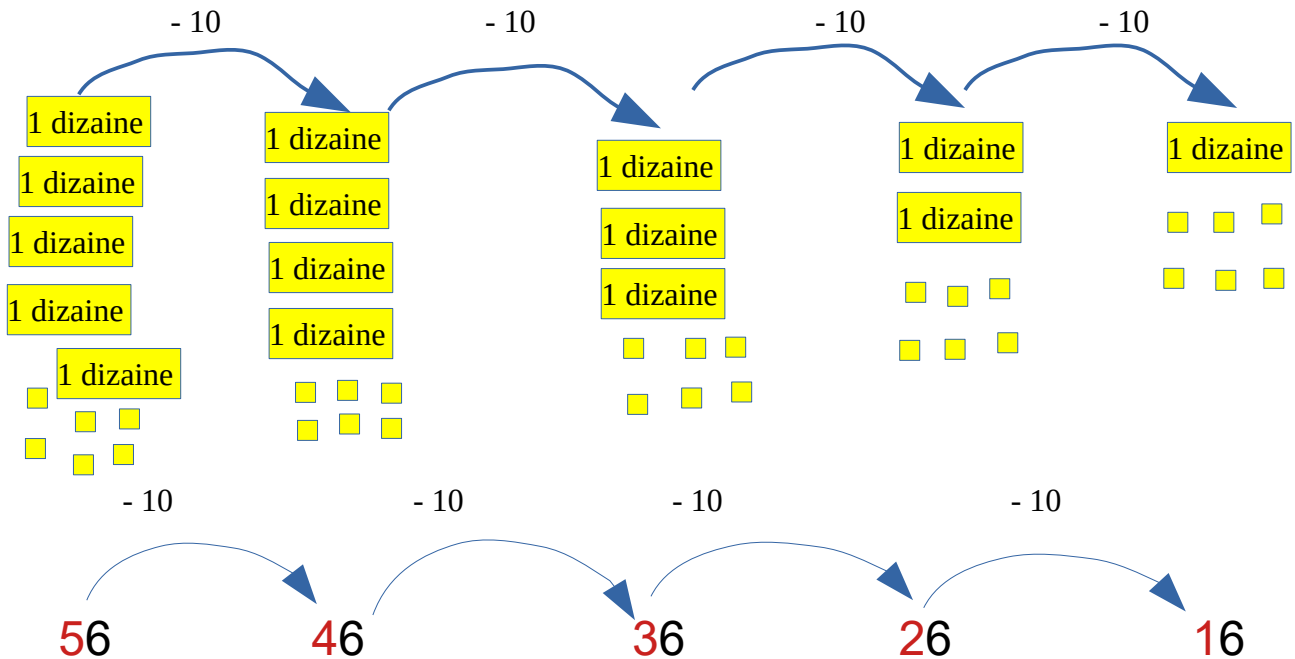 - 10 - 10 - 10 - 10
1 dizaine 1 dizaine 1 dizaine 1 dizaine 1 dizaine
1 dizaine 1 dizaine 1 dizaine 1 dizaine
1 dizaine 1 dizaine 1 dizaine
1 dizaine 1 dizaine
1 dizaine
- 10 - 10 - 10 - 10
56 46 36 26 16